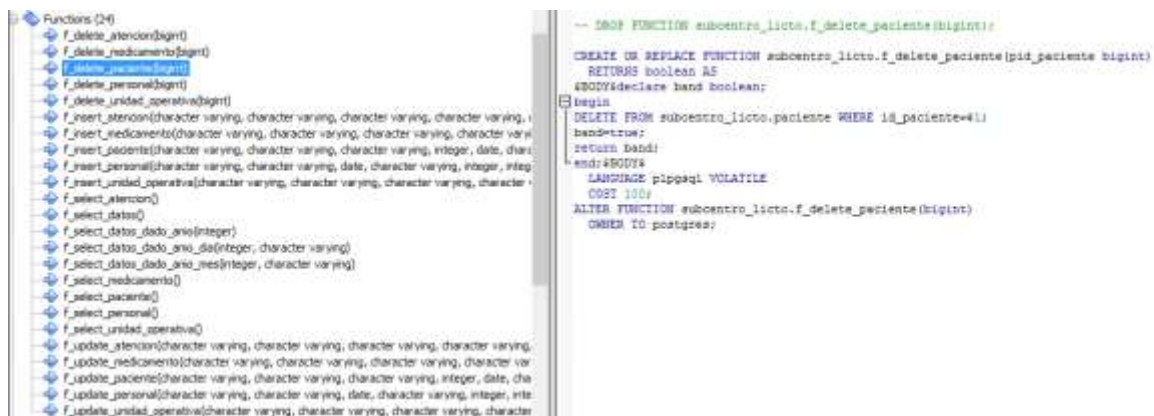 Functions (24)
f_delete_atencion(bigint)
f_delete_medicamento(bigint)
f_delete_paciente(bigint)
f_delete_personal(bigint)
f_delete_unidad_operativa(bigint)
f_insert_atencion(character varying, character varying, character varying, character varying,
f_insert_medicamento(character varying, character varying, character varying, character vary
f_insert_paciente(character varying, character varying, character varying, integer, date, chara
f_insert_personal(character varying, character varying, date, character varying, integer, integ
f_insert_unidad_operativa(character varying, character varying, character varying, character
f_select_atencion()
f_select_datos()
f_select_datos_dado_anio(integer)
f_select_datos_dado_anio_dia(integer, character varying)
f_select_datos_dado_anio_mes(integer, character varying)
f_select_medicamento()
f_select_paciente()
f_select_personal()
f_select_unidad_operativa()
f_update_atencion(character varying, character varying, character varying, character varying,
f_update_medicamento(character varying, character varying, character varying, character var
f_update_paciente(character varying, character varying, character varying, integer, date, cha
f_update_personal(character varying, character varying, date, character varying, integer, inte
f_update_unidad_operativa(character varying, character varying, character varying, character
-- DROP FUNCTION subcentro_licto.f_delete_paciente(bigint);
CREATE OR REPLACE FUNCTION subcentro_licto.f_delete_paciente(pid_paciente bigint)
RETURNS boolean AS
$BODY$declare band boolean;
begin
DELETE FROM subcentro_licto.paciente WHERE id_paciente=$1;
band=true;
return band;
end;$BODY$
LANGUAGE plpgsql VOLATILE
COST 100;
ALTER FUNCTION subcentro_licto.f_delete_paciente(bigint)
OWNER TO postgres;